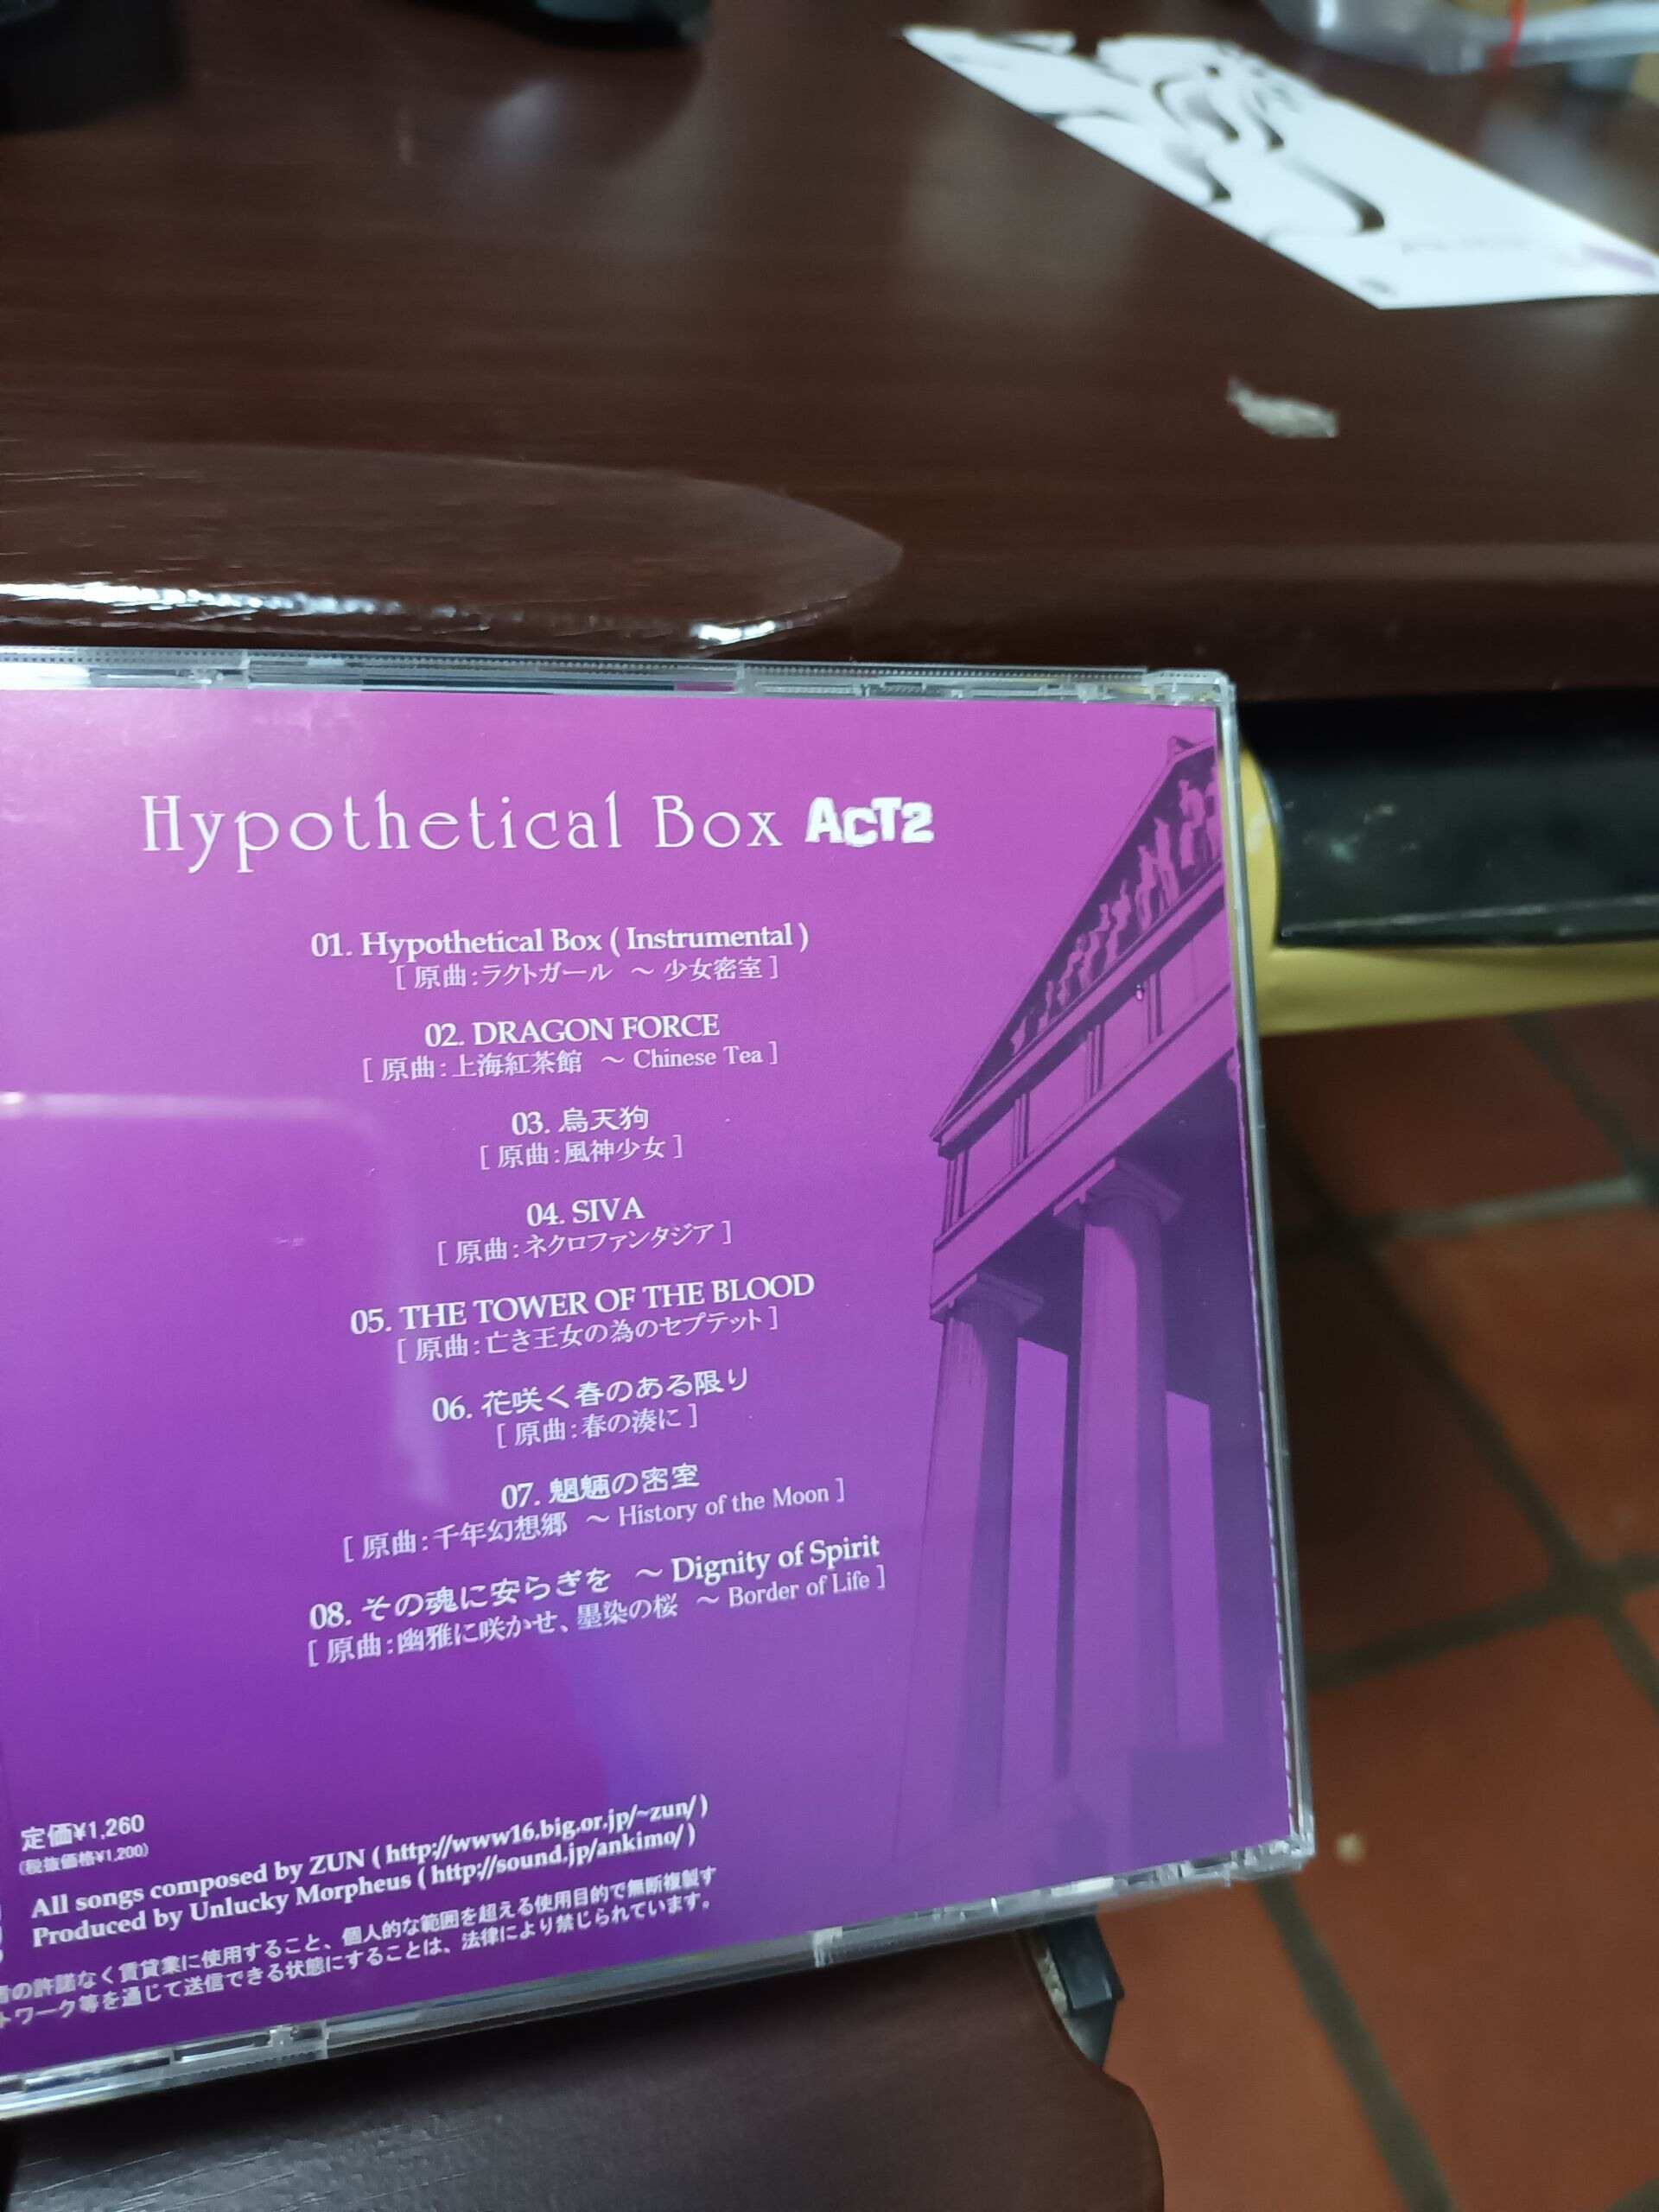 Hypothetical Box ACT2
01. Hypothetical Box ( Instrumental )
[ 原曲:ラクトガール ～ 少女密室 ]
02. DRAGON FORCE
[ 原曲:上海紅茶館 ～ Chinese Tea ]
03. 烏天狗
[ 原曲:風神少女 ]
04. SIVA
[ 原曲:ネクロファンタジア ]
05. THE TOWER OF THE BLOOD
[ 原曲:亡き王女の為のセプテット ]
06. 花咲く春のある限り
[ 原曲:春の湊に ]
07. 魍魎の密室
[ 原曲:千年幻想郷 ～ History of the Moon ]
08. その魂に安らぎを ～ Dignity of Spirit
[ 原曲:幽雅に咲かせ、墨染の桜 ～ Border of Life ]
定価¥1,260
(税抜価格¥1,200)
All songs composed by ZUN ( http://www16.big.or.jp/~zun/ )
Produced by Unlucky Morpheus ( http://sound.jp/ankimo/ )
の許諾なく賃貸業に使用すること、個人的な範囲を超える使用目的で無断複製す
トワーク等を通じて送信できる状態にすることは、法律により禁じられています。